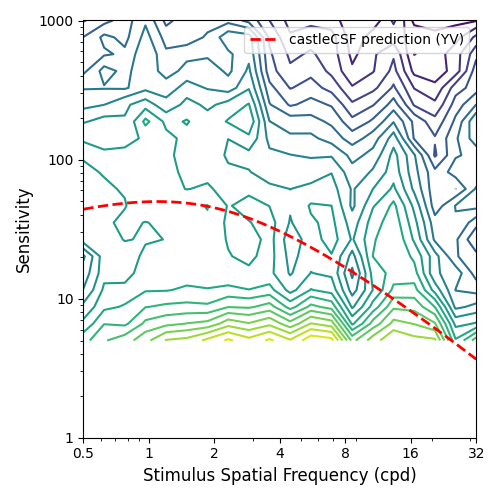 1000
castleCSF prediction (YV)
100
Sensitivity
10
1
0.5 1 2 4 8 16 32
Stimulus Spatial Frequency (cpd)